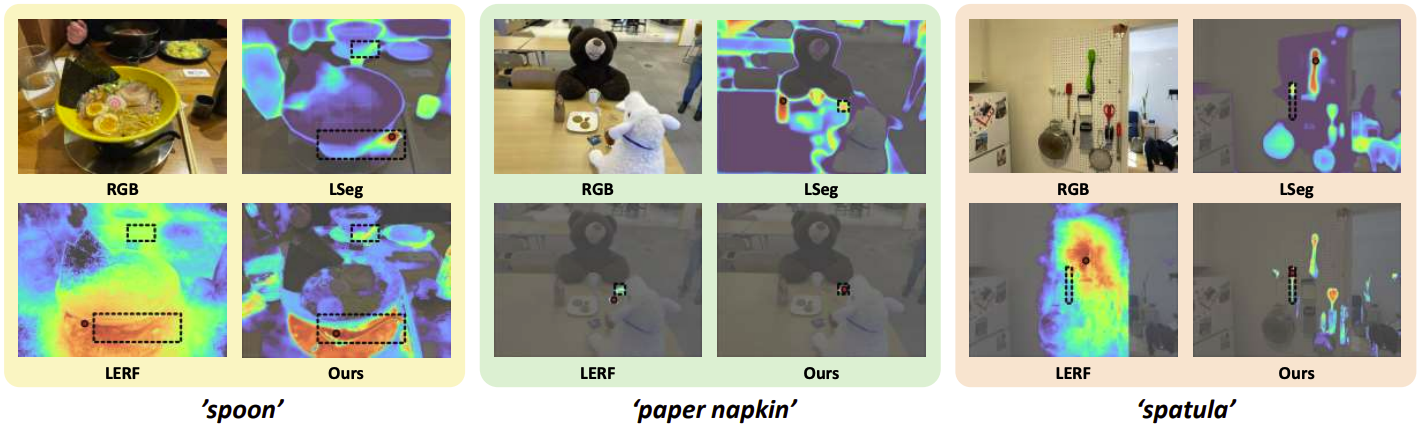 RGB
LSeg
LERF
Ours
’spoon’
RGB
LSeg
LERF
Ours
‘paper napkin’
RGB
LSeg
LERF
Ours
‘spatula’